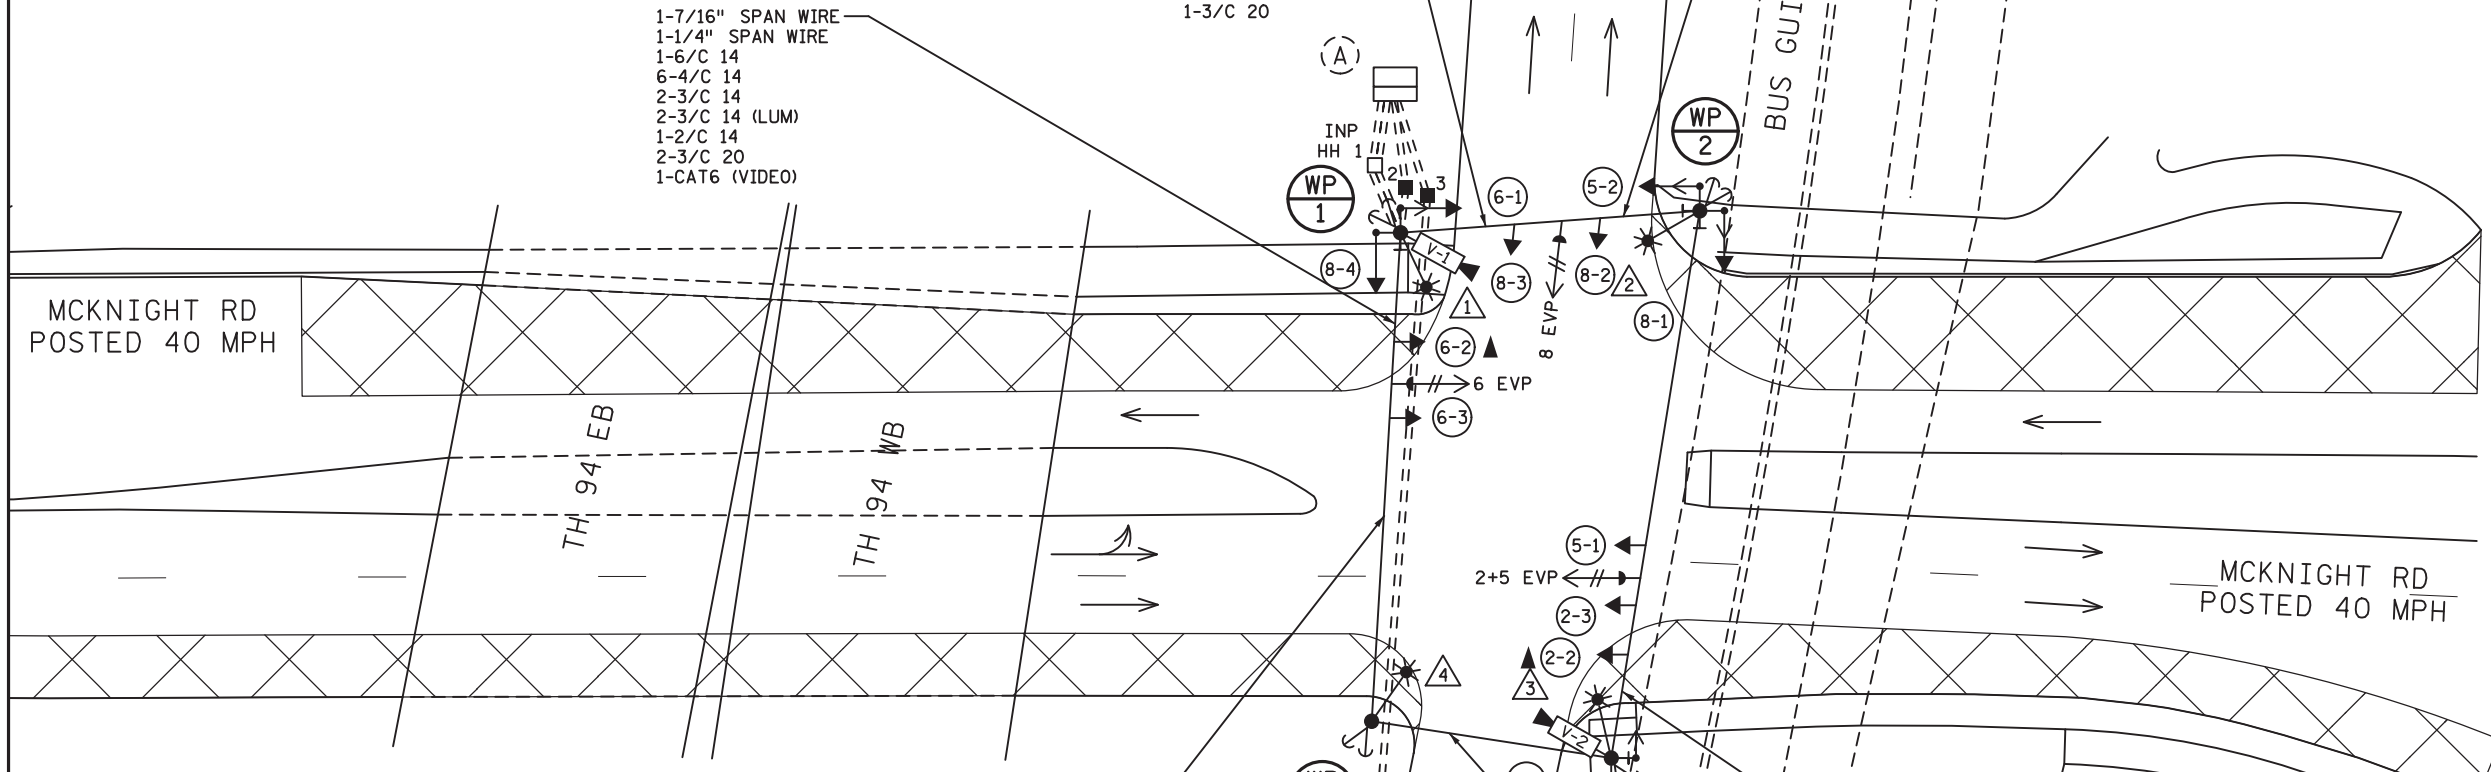 1-7/16" SPAN WIRE
1-1/4" SPAN WIRE
1-6/C 14
6-4/C 14
2-3/C 14
2-3/C 14 (LUM)
1-2/C 14
2-3/C 20
1-CAT6 (VIDEO)
1-3/C 20
A
INP
HH 1
2
3
WP
1
WP
2
BUS
6-1
5-2
8-4
V-1
8-3
8-2
2
1
8-1
8 EVP
6-2
6 EVP
6-3
MCKNIGHT RD
POSTED 40 MPH
TH 94 EB
TH 94 WB
5-1
2+5 EVP
2-3
2-2
3
4
V-2
MCKNIGHT RD
POSTED 40 MPH